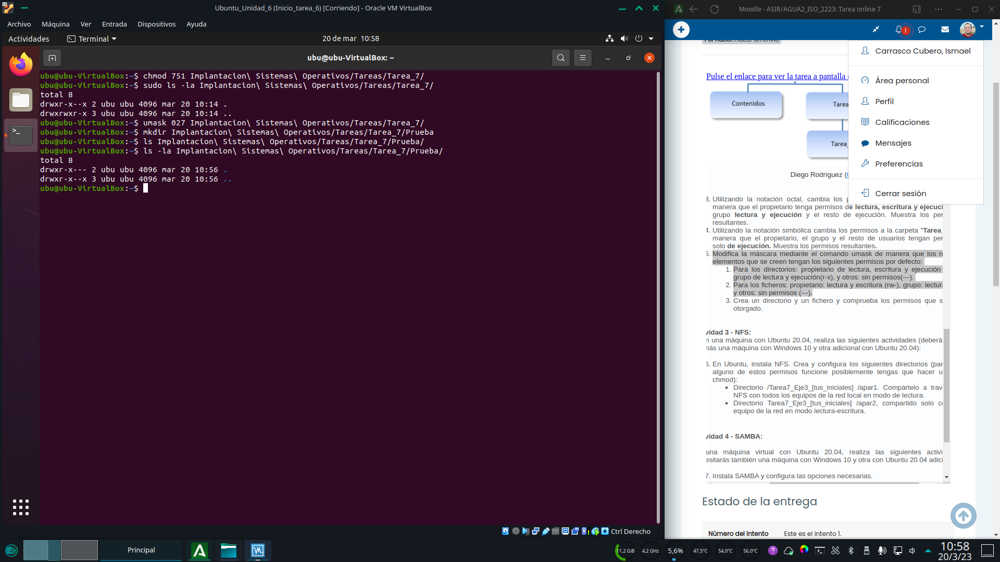 Ubuntu_Unidad_6 (Inicio_tarea_6) [Corriendo] - Oracle VM VirtualBox
Archivo Máquina Ver Entrada Dispositivos Ayuda
Actividades Terminal 20 de mar 10:58
ubu@ubu-VirtualBox: ~
ubu@ubu-VirtualBox:~$ chmod 751 Implantacion\ Sistemas\ Operativos/Tareas/Tarea_7/
ubu@ubu-VirtualBox:~$ sudo ls -la Implantacion\ Sistemas\ Operativos/Tareas/Tarea_7/
total 8
drwxr-x--x 2 ubu ubu 4096 mar 20 10:14 .
drwxrwxr-x 3 ubu ubu 4096 mar 20 10:14 ..
ubu@ubu-VirtualBox:~$ umask 027 Implantacion\ Sistemas\ Operativos/Tareas/Tarea_7/
ubu@ubu-VirtualBox:~$ mkdir Implantacion\ Sistemas\ Operativos/Tareas/Tarea_7/Prueba
ubu@ubu-VirtualBox:~$ ls Implantacion\ Sistemas\ Operativos/Tareas/Tarea_7/Prueba/
ubu@ubu-VirtualBox:~$ ls -la Implantacion\ Sistemas\ Operativos/Tareas/Tarea_7/Prueba/
total 8
drwxr-x--- 2 ubu ubu 4096 mar 20 10:56 .
drwxr-x--x 3 ubu ubu 4096 mar 20 10:56 ..
ubu@ubu-VirtualBox:~$
Ctrl Derecho
Moodle - ASIR/AGUA2_ISO_2223: Tarea online 7
1
Carrasco Cubero, Ismael
Área personal
Perfil
Calificaciones
Mensajes
Preferencias
Cerrar sesión
Por hacer: Hacer un envío
Pulse el enlace para ver la tarea a pantalla
Contenidos
Tarea
Tarea_
Diego Rodríguez (
3. Utilizando la notación octal, cambia los p
manera que el propietario tenga permisos de lectura, escritura y ejecuci
grupo lectura y ejecución y el resto de ejecución. Muestra los per
resultantes.
4. Utilizando la notación simbólica cambia los permisos a la carpeta "Tarea_
manera que el propietario, el grupo y el resto de usuarios tengan per
solo de ejecución. Muestra los permisos resultantes.
5. Modifica la máscara mediante el comando umask de manera que los n
elementos que se creen tengan los siguientes permisos por defecto:
1. Para los directorios: propietario de lectura, escritura y ejecución
grupo de lectura y ejecución(r-x), y otros: sin permisos(---).
2. Para los ficheros: propietario: lectura y escritura (rw-), grupo: lectura
y otros: sin permisos (---).
3. Crea un directorio y un fichero y comprueba los permisos que s
otorgado.
vidad 3 - NFS:
n una máquina con Ubuntu 20.04, realiza las siguientes actividades (deberá
más una máquina con Windows 10 y otra adicional con Ubuntu 20.04):
6. En Ubuntu, instala NFS. Crea y configura los siguientes directorios (par
alguno de estos permisos funcione posiblemente tengas que hacer u
chmod):
▪ Directorio /Tarea7_Eje3_[tus_iniciales] /apar1. Compártelo a trav
NFS con todos los equipos de la red local en modo de lectura.
▪ Directorio Tarea7_Eje3_[tus_iniciales] /apar2, compartido solo co
equipo de la red en modo lectura-escritura.
vidad 4 - SAMBA:
una máquina virtual con Ubuntu 20.04, realiza las siguientes activi
esitarás también una máquina con Windows 10 y otra con Ubuntu 20.04 adici
7. Instala SAMBA y configura las opciones necesarias.
Estado de la entrega
Número del Intento Este es el intento 1.
Principal
11,2 GiB 4,2 GHz 5,6% 47,5°C 54,0°C 56,0°C
10:58
20/3/23